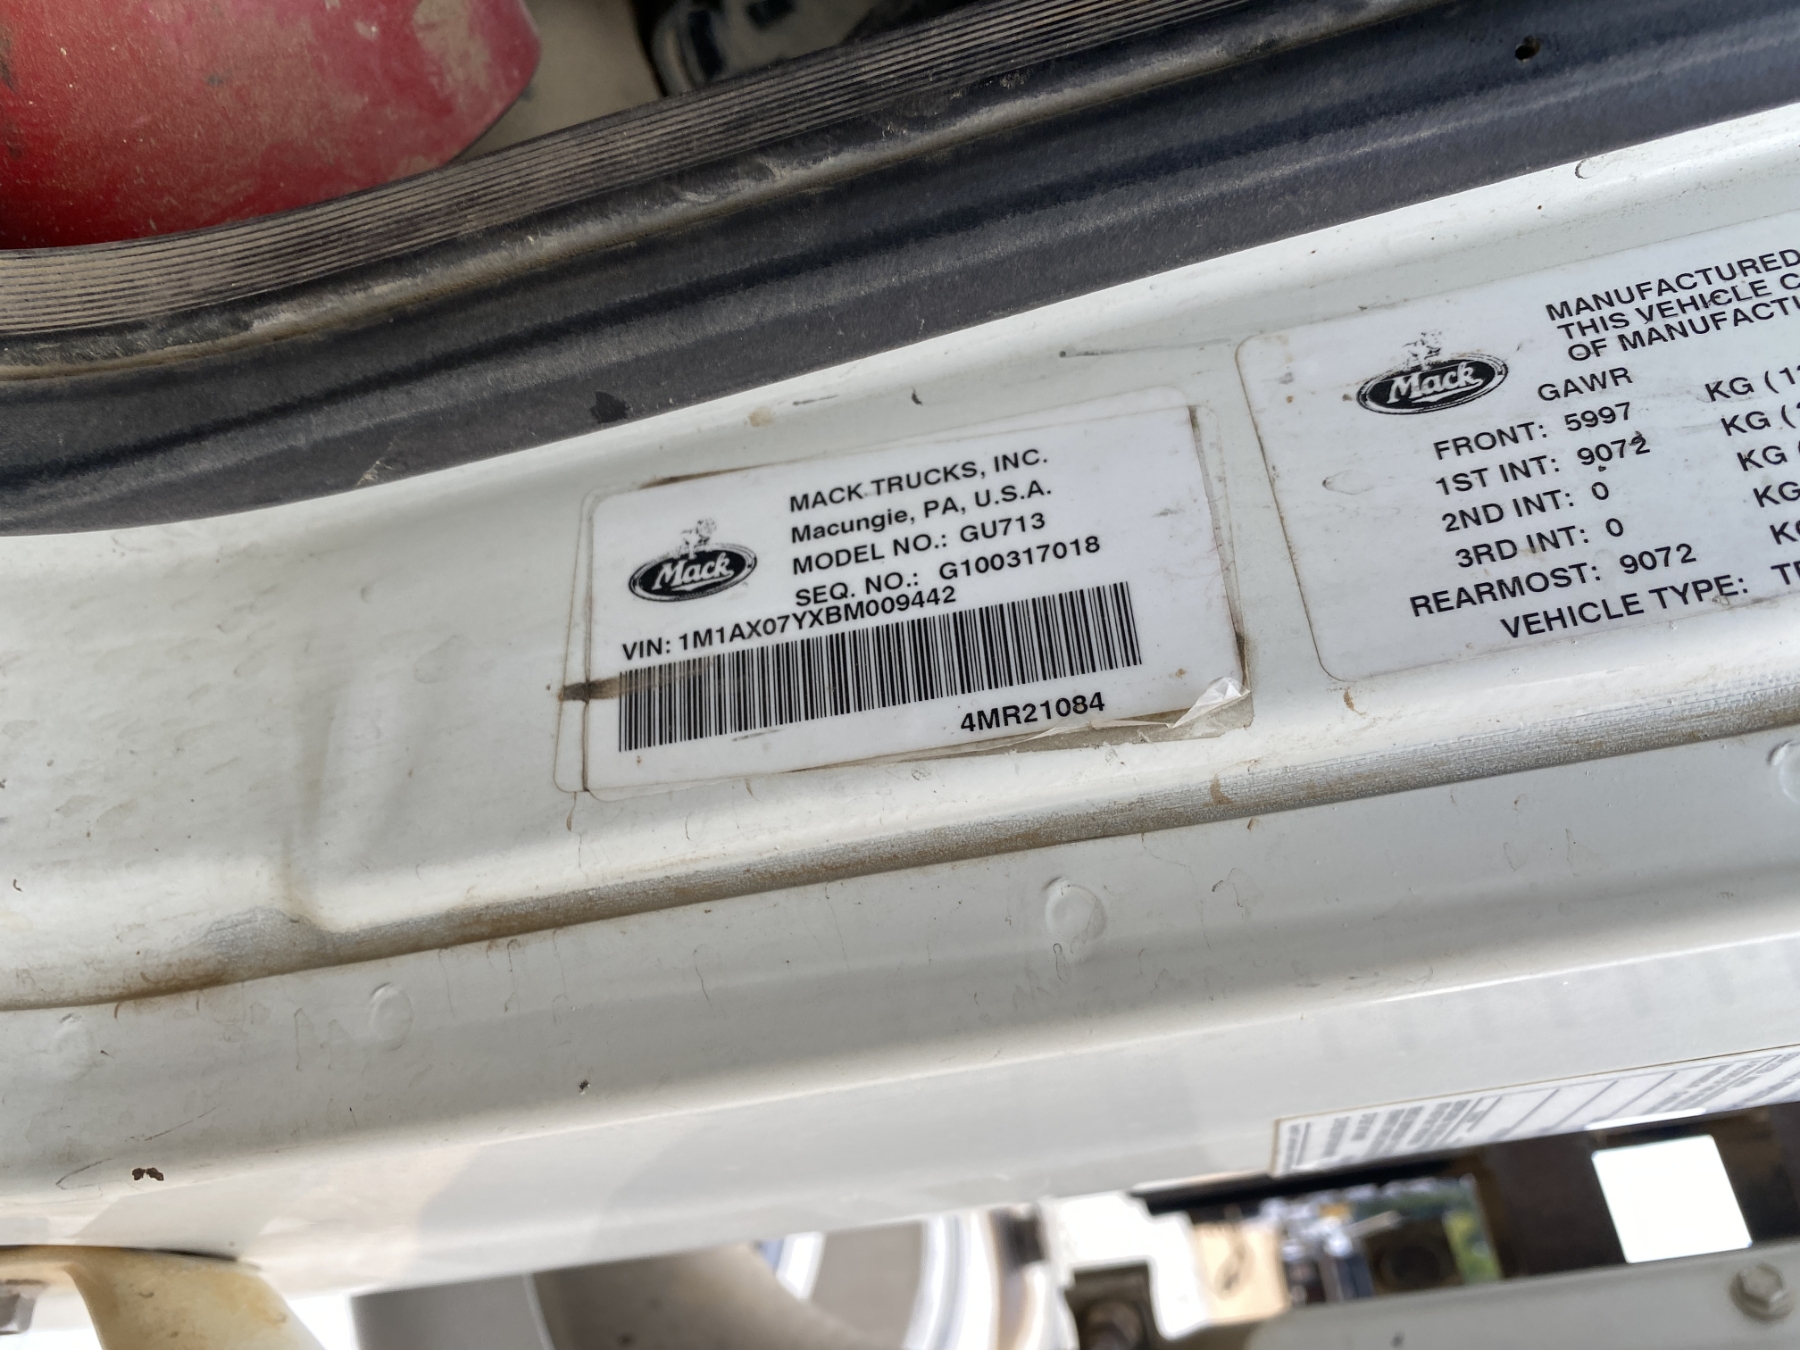 Mack
MACK TRUCKS, INC.
Macungie, PA, U.S.A.
MODEL NO.: GU713
SEQ. NO.: G100317018
VIN: 1M1AX07YXBM009442
4MR21084
Mack
MANUFACTURED
THIS VEHICLE C
OF MANUFACTU
GAWR
FRONT: 5997 KG (1
1ST INT: 9072 KG (
2ND INT: 0 KG (
3RD INT: 0 KG
REARMOST: 9072
VEHICLE TYPE: